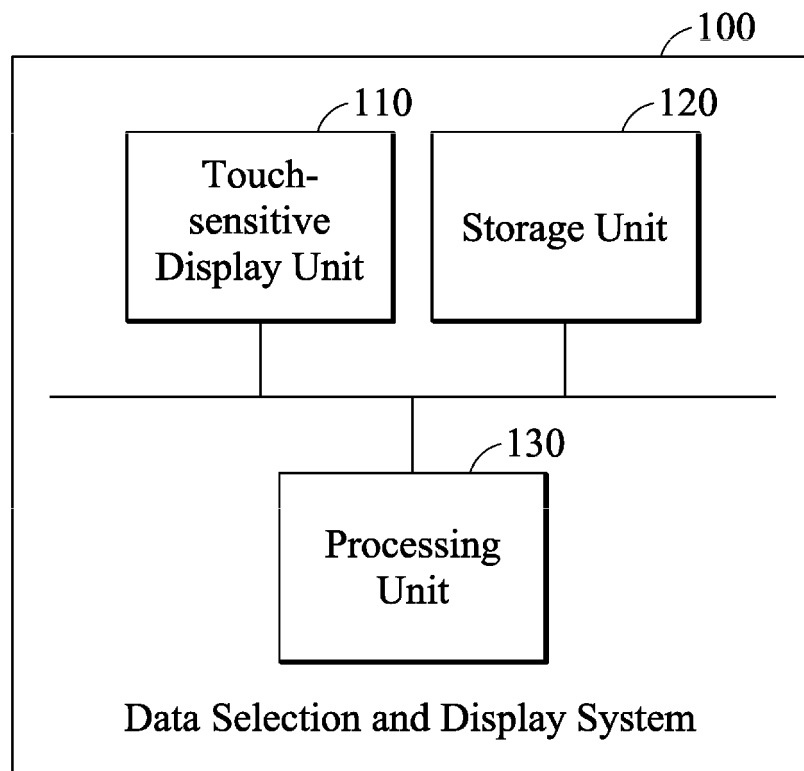 100
110
120
Touch-
sensitive
Display Unit
Storage Unit
130
Processing
Unit
Data Selection and Display System